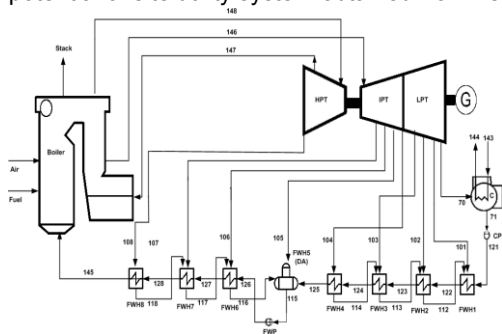 148
Stack
146
147
HPT
IPT
LPT
G
144
143
Boiler
Air
Fuel
70
C
71
CP
121
108
107
106
105
104
103
102
101
FWH5
(DA)
145
128
127
126
125
124
123
122
118
117
116
115
114
113
112
FWH8
FWH7
FWH6
FWH4
FWH3
FWH2
FWH1
FWP